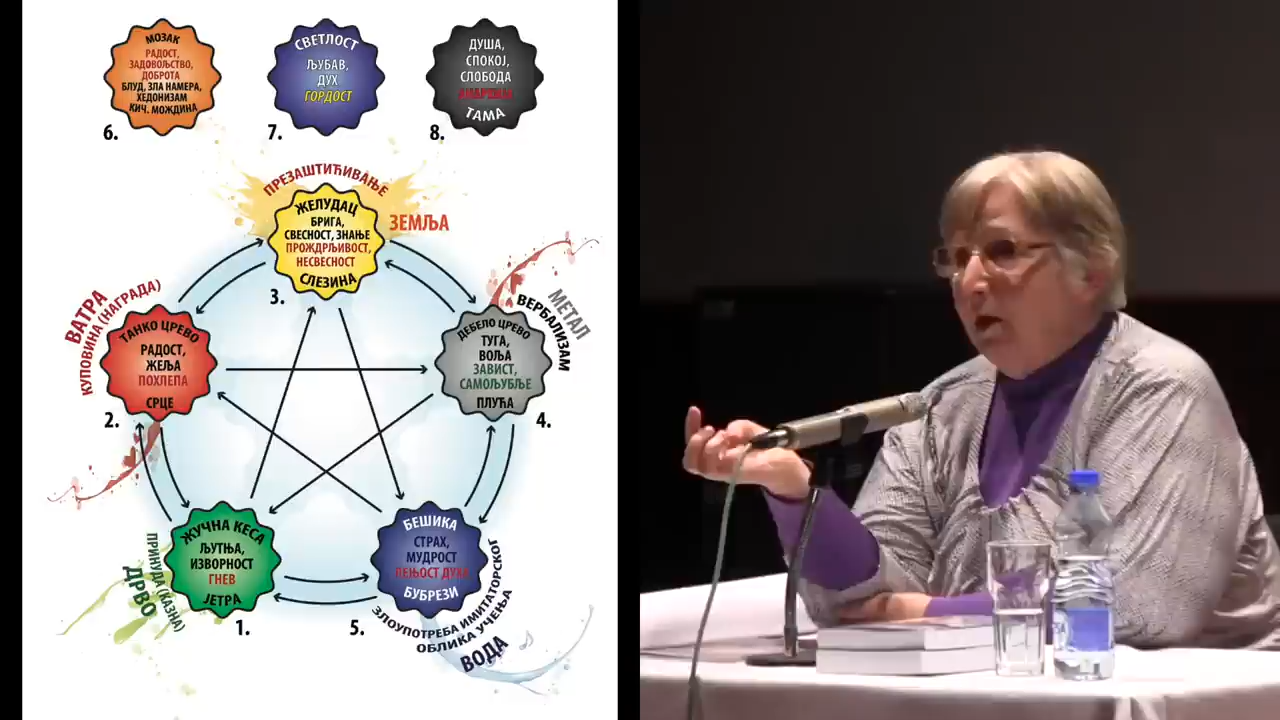 МОЗАК
РАДОСТ,
ЗАДОВОЉСТВО,
ДОБРОТА
БЛУД, ЗЛА НАМЕРА,
ХЕДОНИЗАМ
КИЧ. МОЖДИНА
6.
СВЕТЛОСТ
ЉУБАВ,
ДУХ
ГОРДОСТ
7.
ДУША,
СПОКОЈ,
СЛОБОДА
ТАМА
8.
ПРЕЗАШТИЋИВАЊЕ
ЖЕЛУДАЦ
БРИГА,
СВЕСНОСТ, ЗНАЊЕ
ПРОЖДРЉИВОСТ,
НЕСВЕСНОСТ
СЛЕЗИНА
3.
ЗЕМЉА
ВАТРА
КУПОВИНА (НАГРАДА)
ТАНКО ЦРЕВО
РАДОСТ,
ЖЕЉА
ПОХЛЕПА
СРЦЕ
2.
МЕТАЛ
ВЕРБАЛИЗАМ
ДЕБЕЛО ЦРЕВО
ТУГА,
ВОЉА
ЗАВИСТ,
САМОЉУБЉЕ
ПЛУЋА
4.
ЖУЧНА КЕСА
ЉУТЊА,
ИЗВОРНОСТ
ГНЕВ
ЈЕТРА
1.
ПРИНУДА (КАЗНА)
ДРВО
БЕШИКА
СТРАХ,
МУДРОСТ
ЛЕЊОСТ ДУХА
БУБРЕЗИ
5.
ЗЛОУПОТРЕБА ИМИТАТОРСКОГ
ОБЛИКА УЧЕЊА
ВОДА